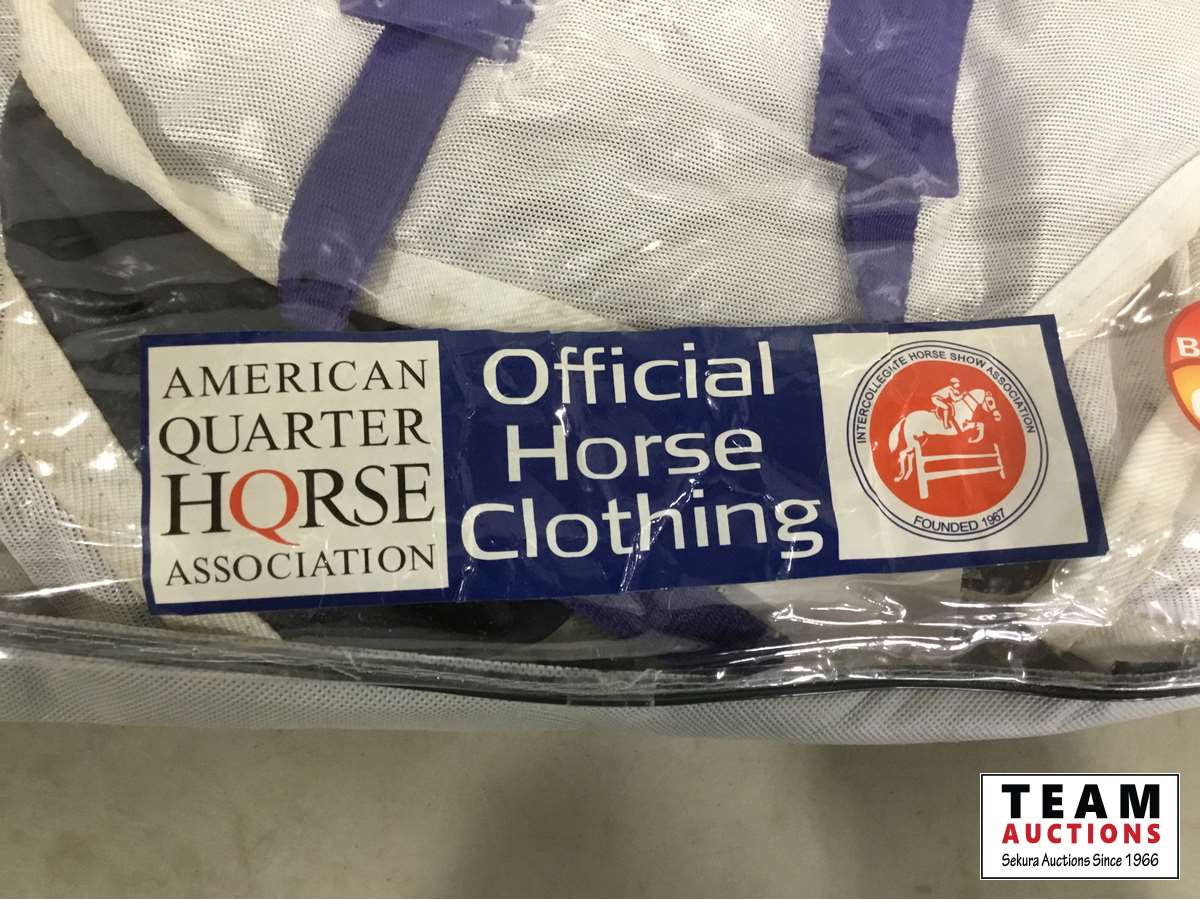 AMERICAN
QUARTER
HORSE
ASSOCIATION
Official
Horse
Clothing
INTERCOLLEGIATE HORSE SHOW ASSOCIATION
FOUNDED 1967
B
TEAM
AUCTIONS
Sekura Auctions Since 1966